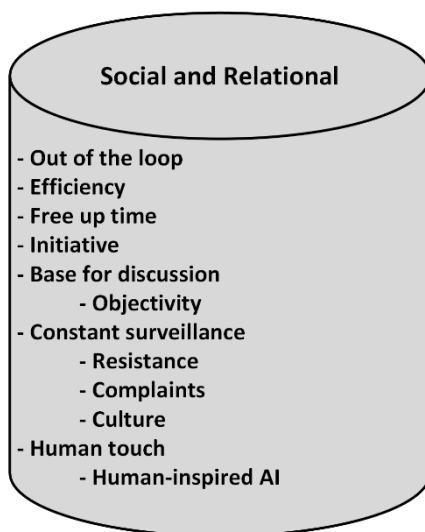 Social and Relational
- Out of the loop
- Efficiency
- Free up time
- Initiative
- Base for discussion
- Objectivity
- Constant surveillance
- Resistance
- Complaints
- Culture
- Human touch
- Human-inspired AI